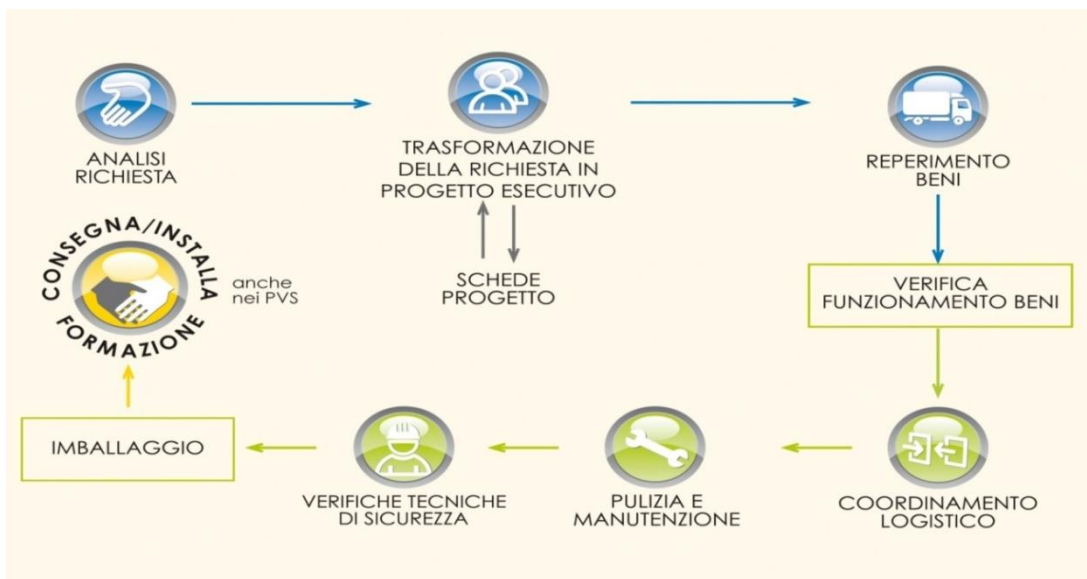 ANALISI
RICHIESTA
TRASFORMAZIONE
DELLA RICHIESTA IN
PROGETTO ESECUTIVO
REPERIMENTO
BENI
SCHEDE
PROGETTO
VERIFICA
FUNZIONAMENTO BENI
COORDINAMENTO
LOGISTICO
PULIZIA E
MANUTENZIONE
VERIFICHE TECNICHE
DI SICUREZZA
IMBALLAGGIO
CONSEGNA/INSTALLA
FORMAZIONE
anche
nei PVS